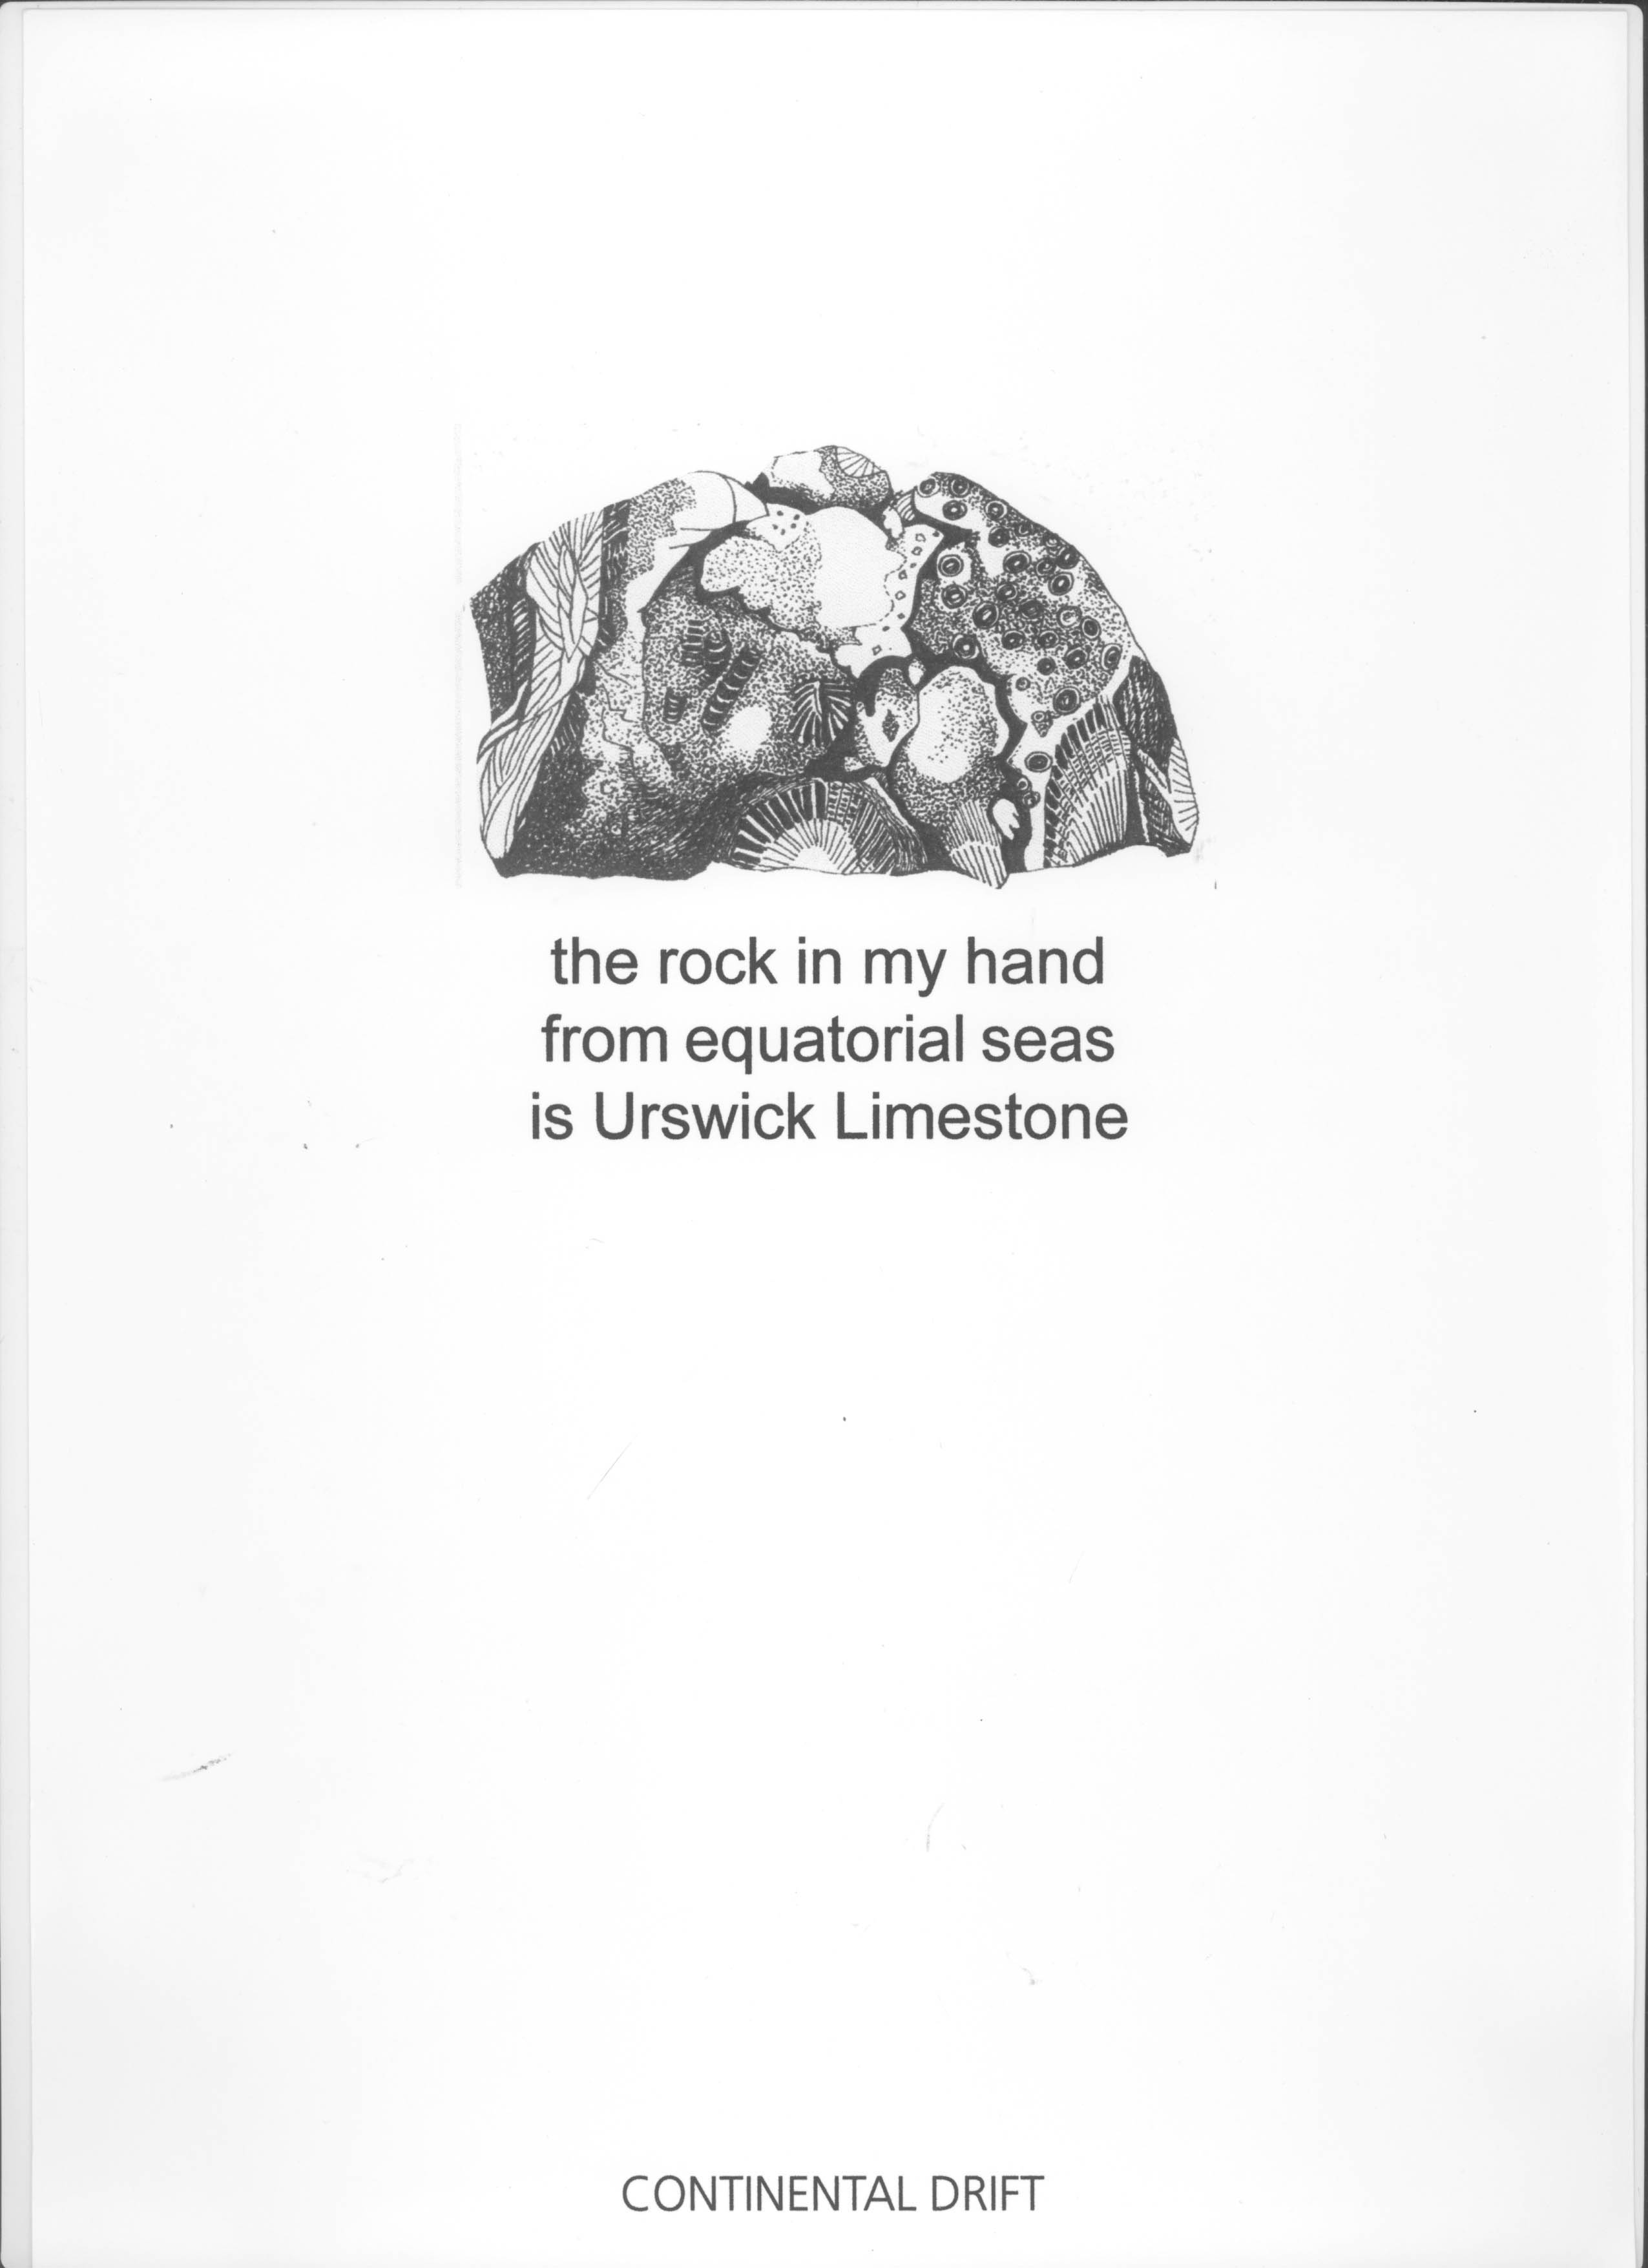 the rock in my hand
from equatorial seas
is Urswick Limestone
CONTINENTAL DRIFT